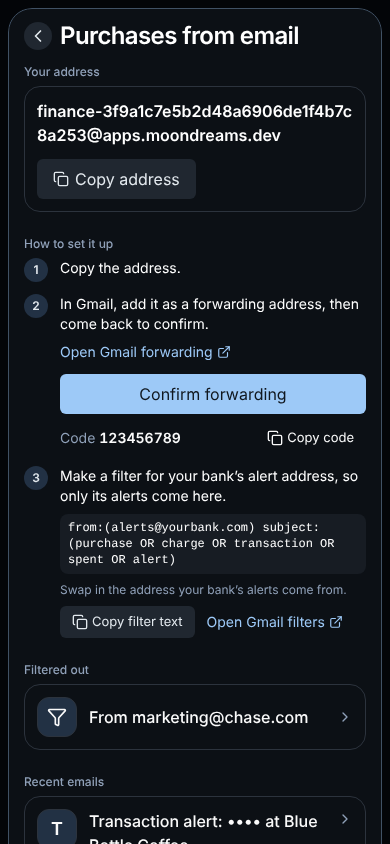 Purchases from email
Your address
finance-3f9a1c7e5b2d48a6906de1f4b7c
8a253@apps.moondreams.dev
Copy address
How to set it up
1
Copy the address.
2
In Gmail, add it as a forwarding address, then
come back to confirm.
Open Gmail forwarding
Confirm forwarding
Code 123456789
Copy code
3
Make a filter for your bank’s alert address, so
only its alerts come here.
from:(alerts@yourbank.com) subject:
(purchase OR charge OR transaction OR
spent OR alert)
Swap in the address your bank’s alerts come from.
Copy filter text
Open Gmail filters
Filtered out
From marketing@chase.com
Recent emails
T
Transaction alert: •••• at Blue
Bottle Coffee